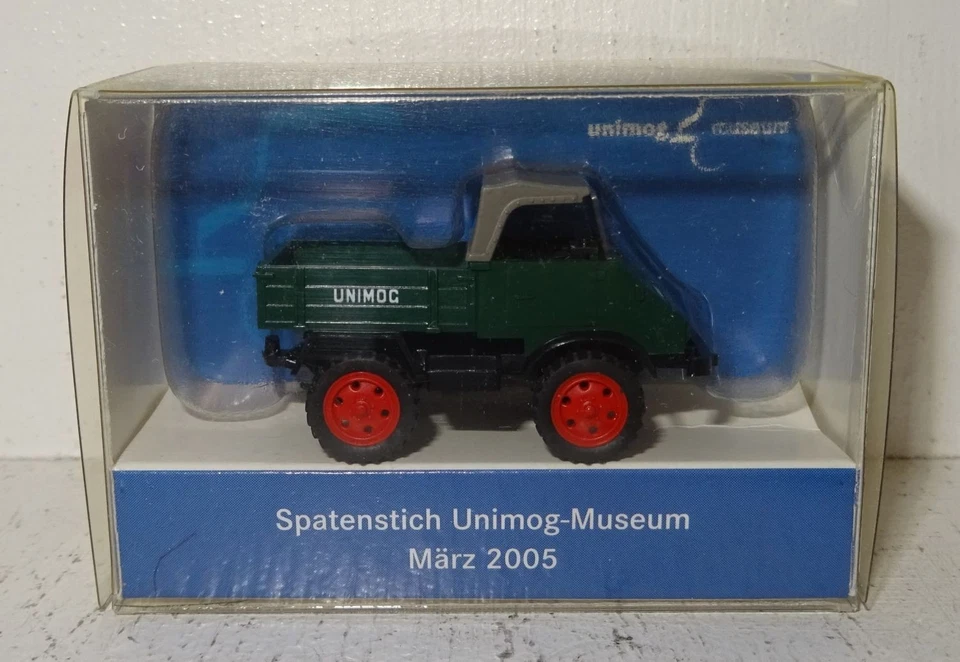 unimog museum
UNIMOG
Spatenstich Unimog-Museum
März 2005